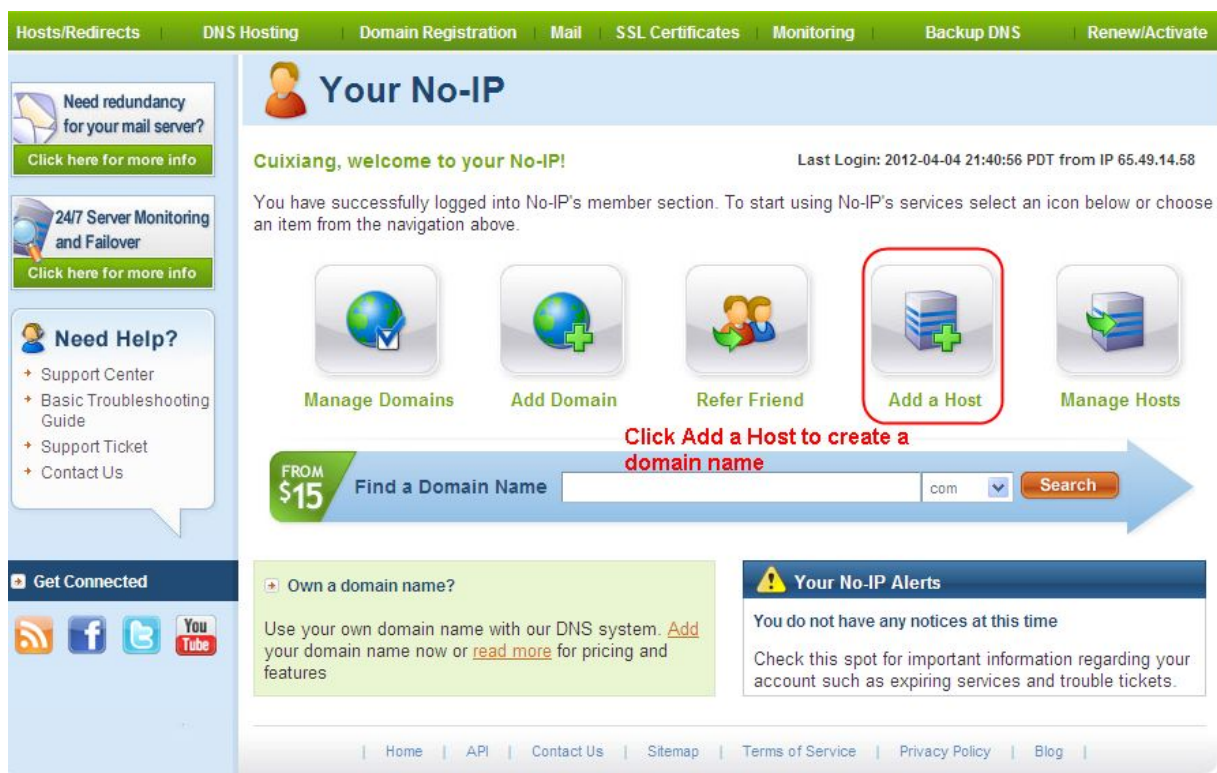 Hosts/Redirects | DNS Hosting | Domain Registration | Mail | SSL Certificates | Monitoring | Backup DNS | Renew/Activate
Need redundancy
for your mail server?
Click here for more info
24/7 Server Monitoring
and Failover
Click here for more info
Need Help?
Support Center
Basic Troubleshooting
Guide
Support Ticket
Contact Us
Get Connected
You
Tube
Your No-IP
Cuixiang, welcome to your No-IP!
Last Login: 2012-04-04 21:40:56 PDT from IP 65.49.14.58
You have successfully logged into No-IP's member section. To start using No-IP's services select an icon below or choose
an item from the navigation above.
Manage Domains
Add Domain
Refer Friend
Add a Host
Manage Hosts
Click Add a Host to create a
domain name
FROM
$15
Find a Domain Name
com
Search
Own a domain name?
Use your own domain name with our DNS system. Add
your domain name now or read more for pricing and
features
Your No-IP Alerts
You do not have any notices at this time
Check this spot for important information regarding your
account such as expiring services and trouble tickets.
| Home | API | Contact Us | Sitemap | Terms of Service | Privacy Policy | Blog |